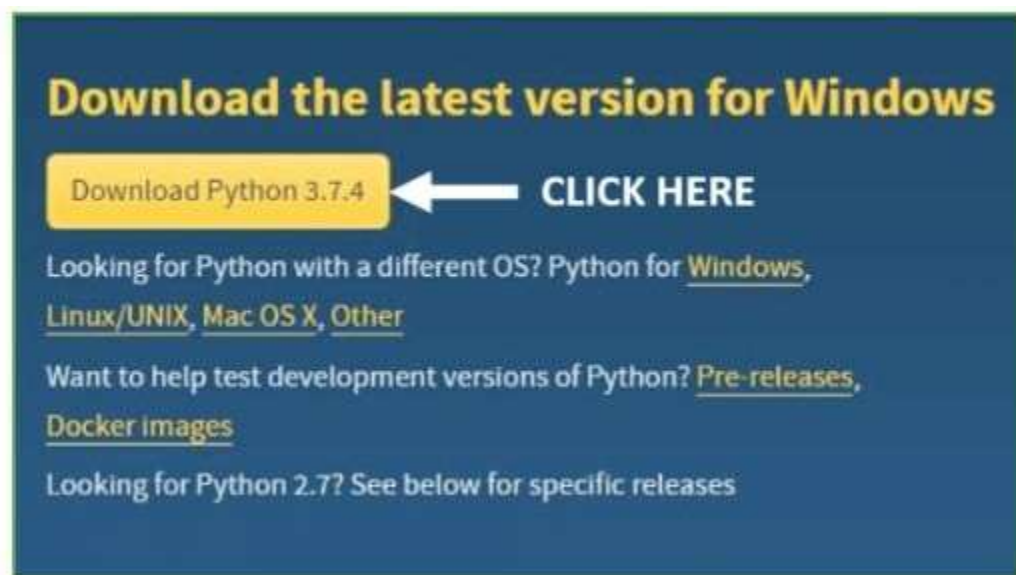 Download the latest version for Windows
Download Python 3.7.4 CLICK HERE
Looking for Python with a different OS? Python for Windows,
Linux/UNIX, Mac OS X, Other
Want to help test development versions of Python? Pre-releases,
Docker images
Looking for Python 2.7? See below for specific releases